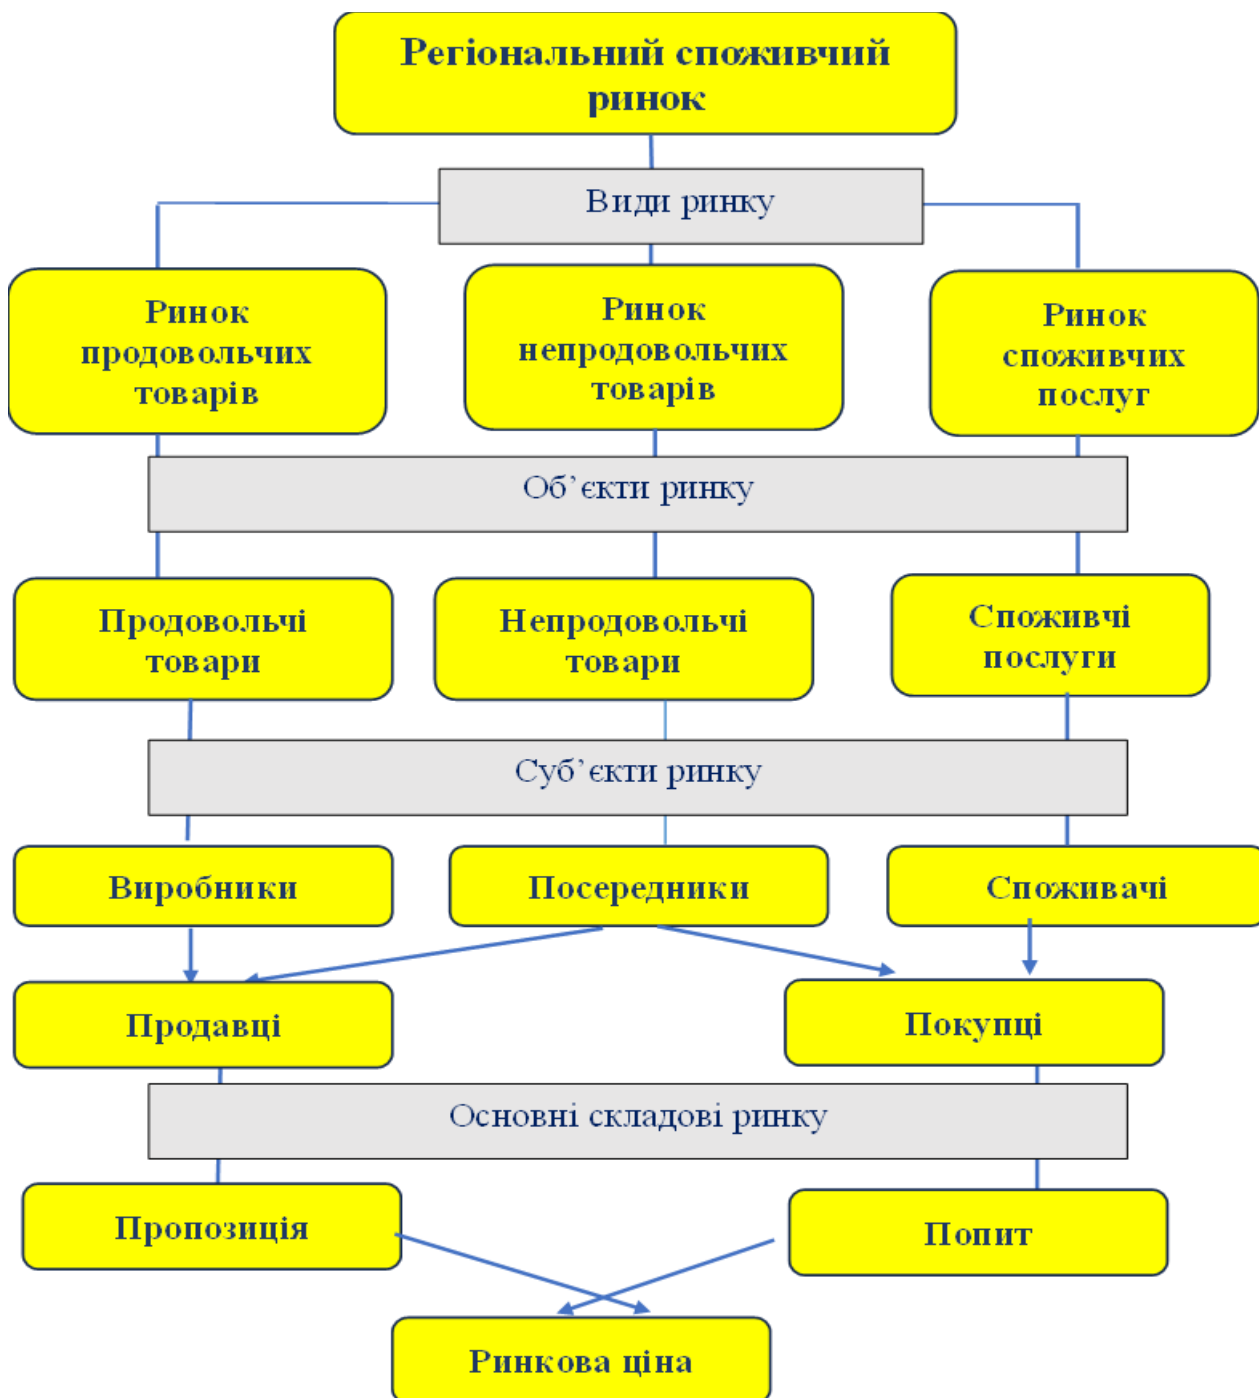 Регіональний споживчий
ринок
Види ринку
Ринок
продовольчих
товарів
Ринок
непродовольчих
товарів
Ринок
споживчих
послуг
Об’єкти ринку
Продовольчі
товари
Непродовольчі
товари
Споживчі
послуги
Суб’єкти ринку
Виробники
Посередники
Споживачі
Продавці
Покупці
Основні складові ринку
Пропозиція
Попит
Ринкова ціна